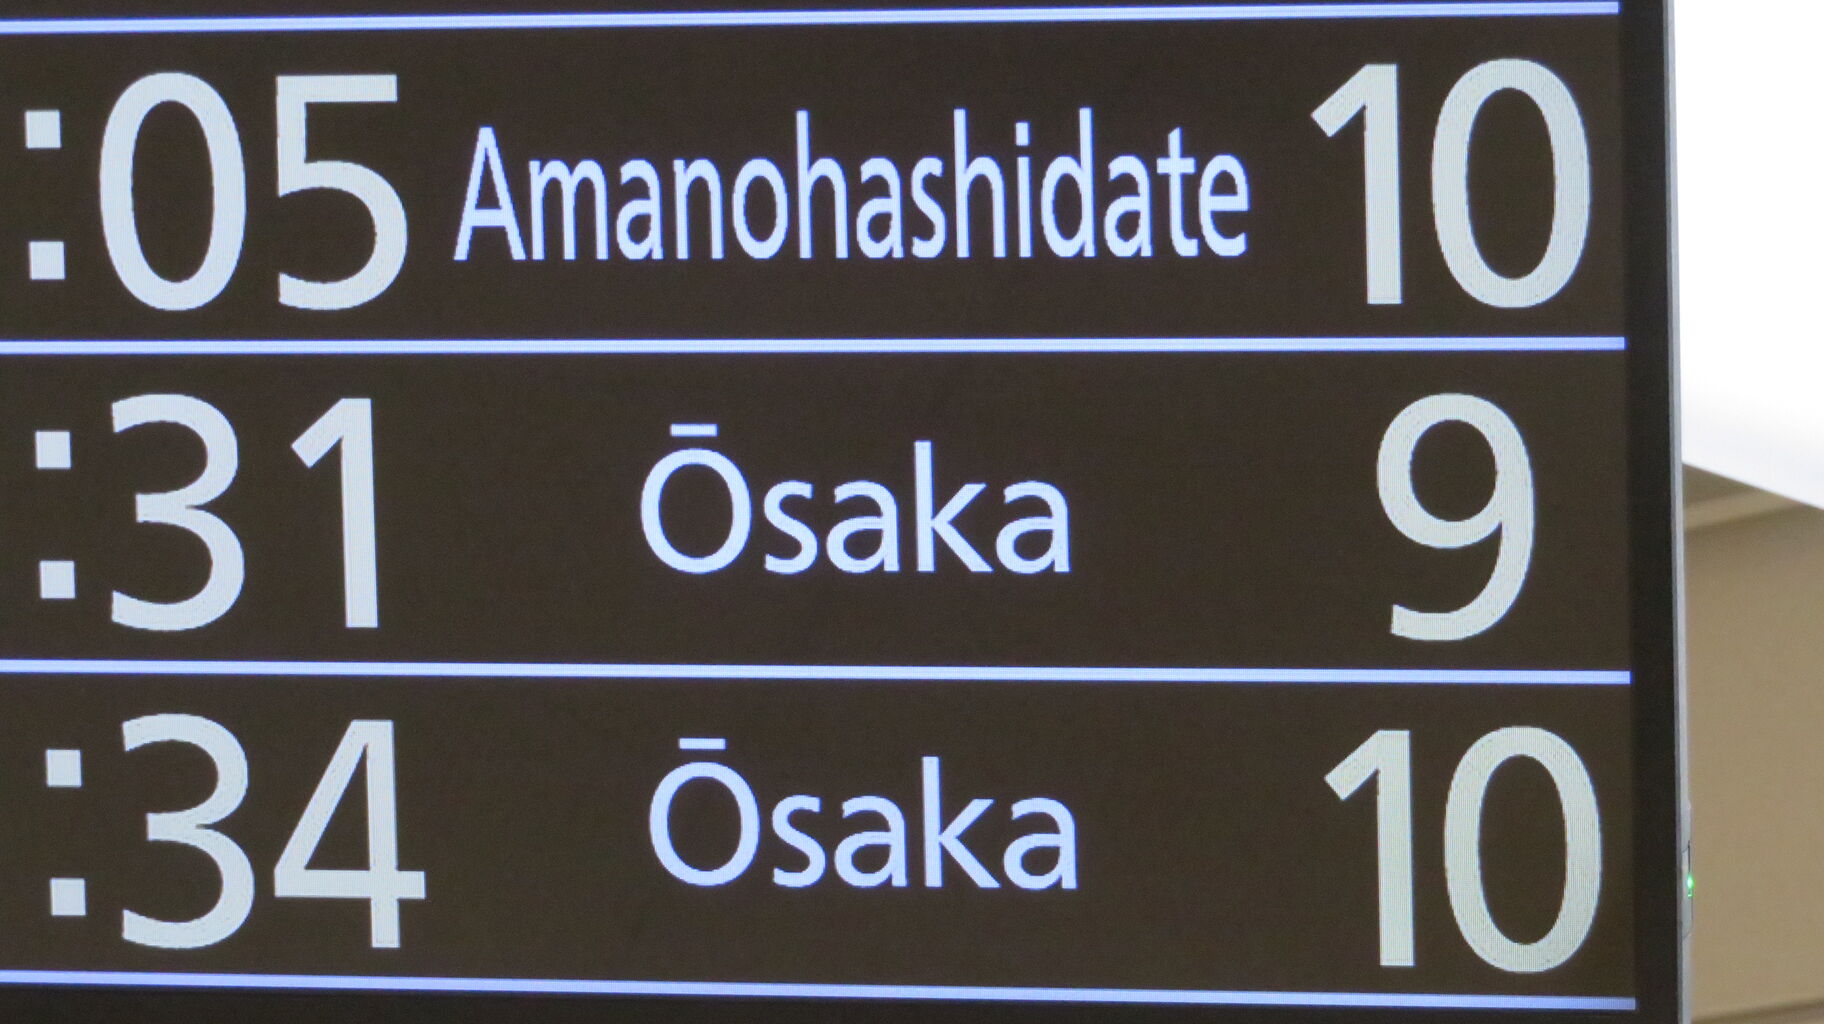 :05 Amanohashidate 10
:31 Ōsaka 9
:34 Ōsaka 10